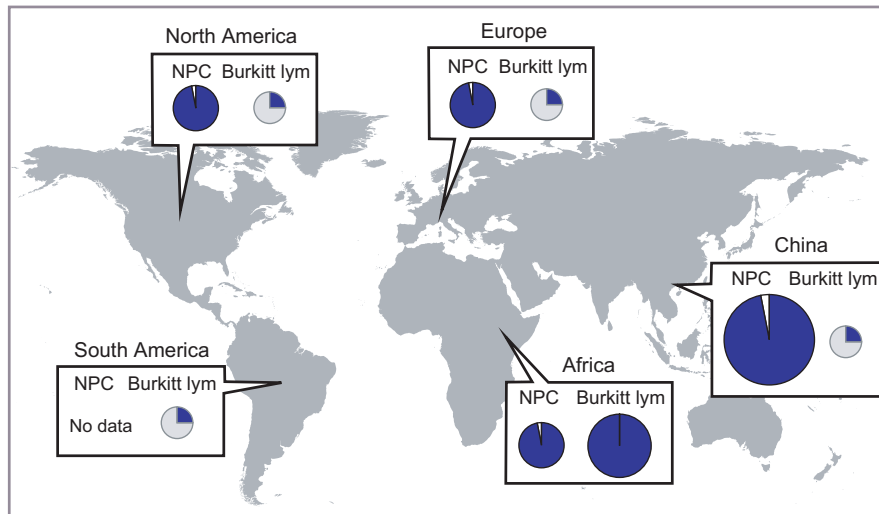 North America
NPC Burkitt lym
Europe
NPC Burkitt lym
China
NPC Burkitt lym
South America
NPC Burkitt lym
No data
Africa
NPC Burkitt lym